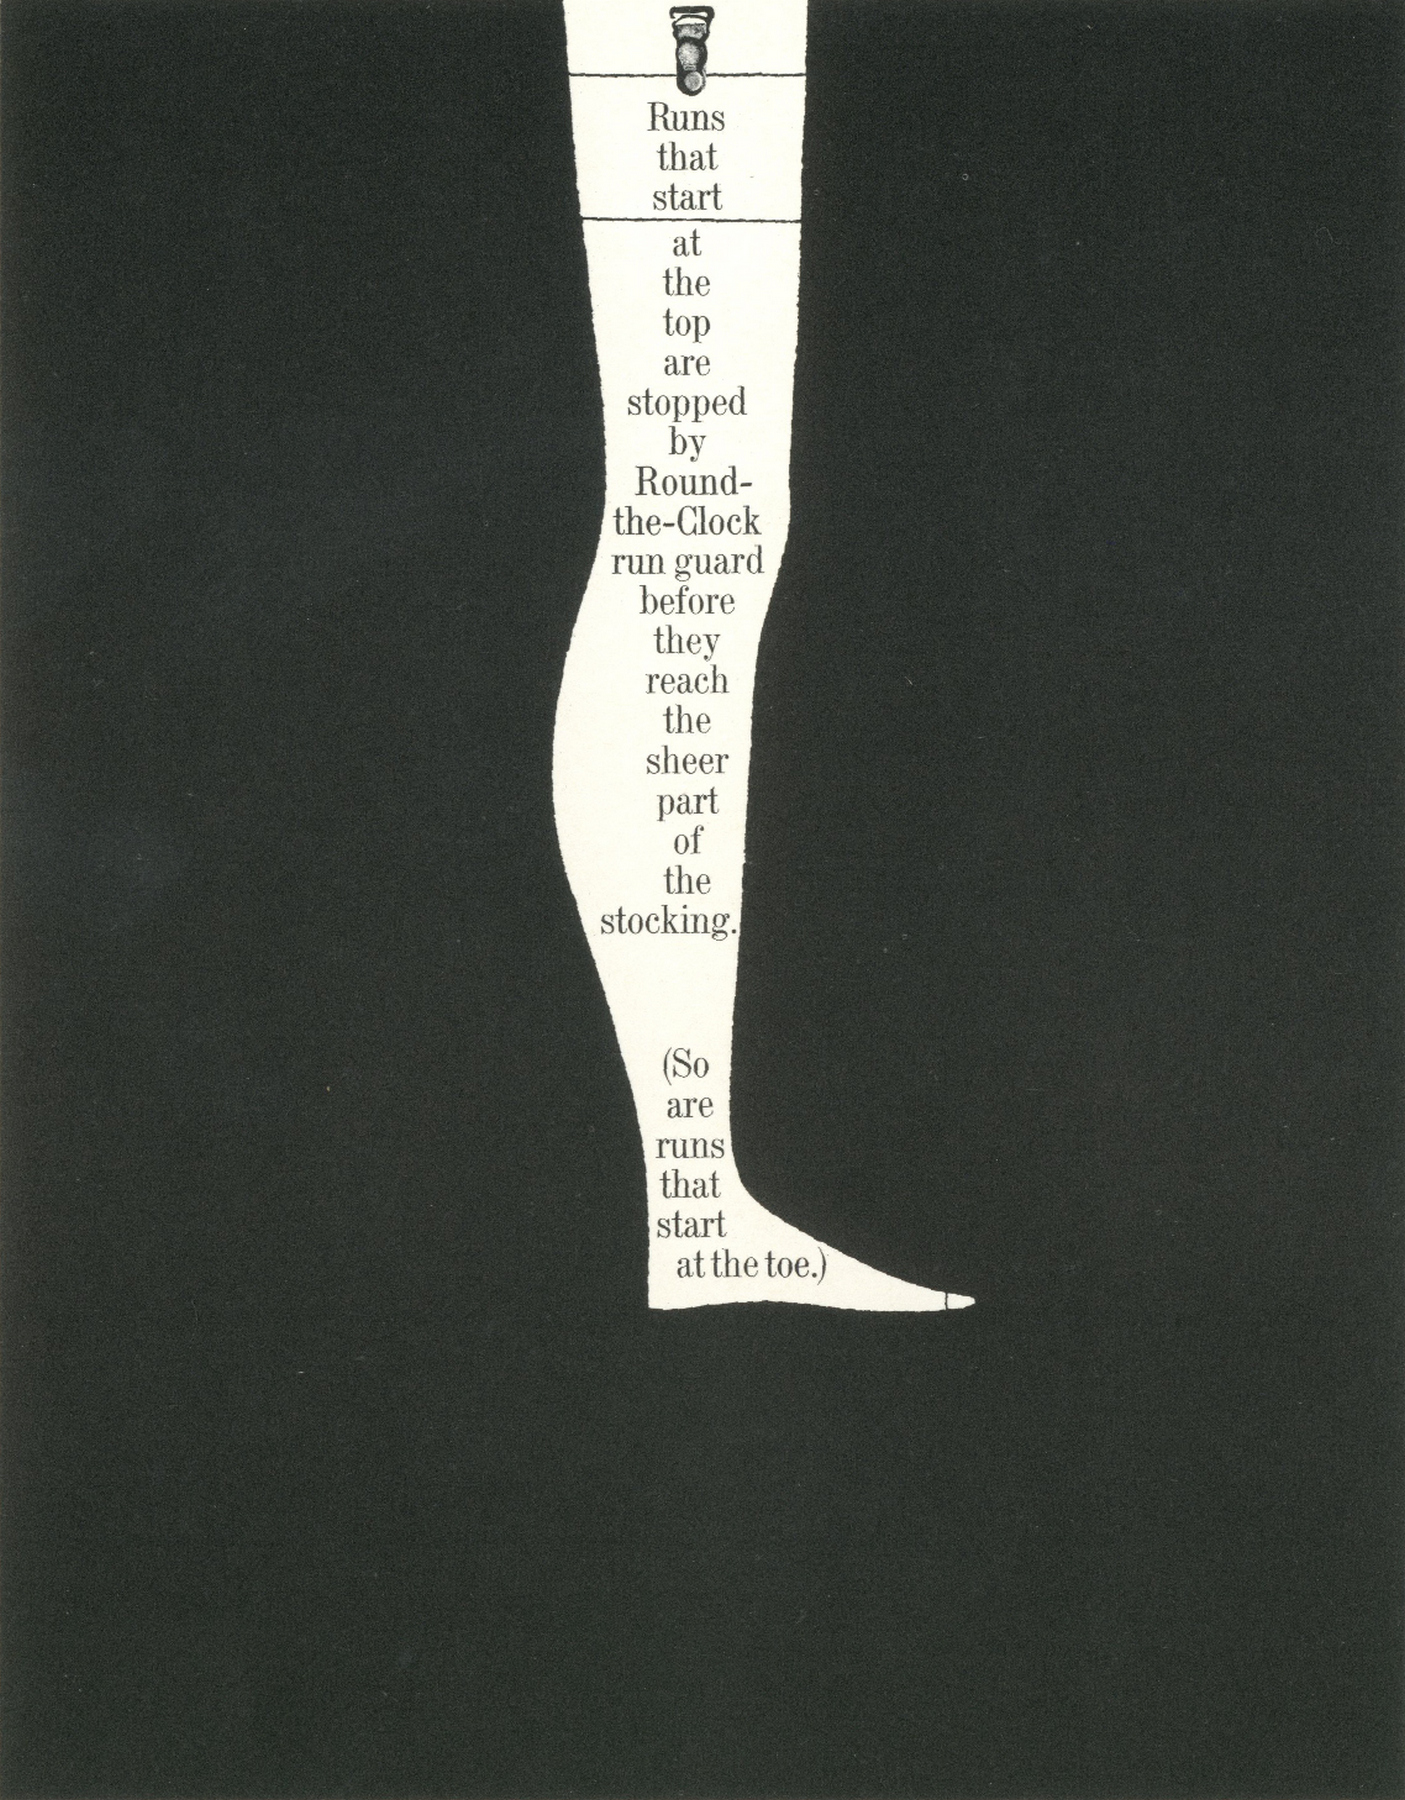 Runs
that
start
at
the
top
are
stopped
by
Round-
the-Clock
run guard
before
they
reach
the
sheer
part
of
the
stocking.
(So
are
runs
that
start
at the toe.)